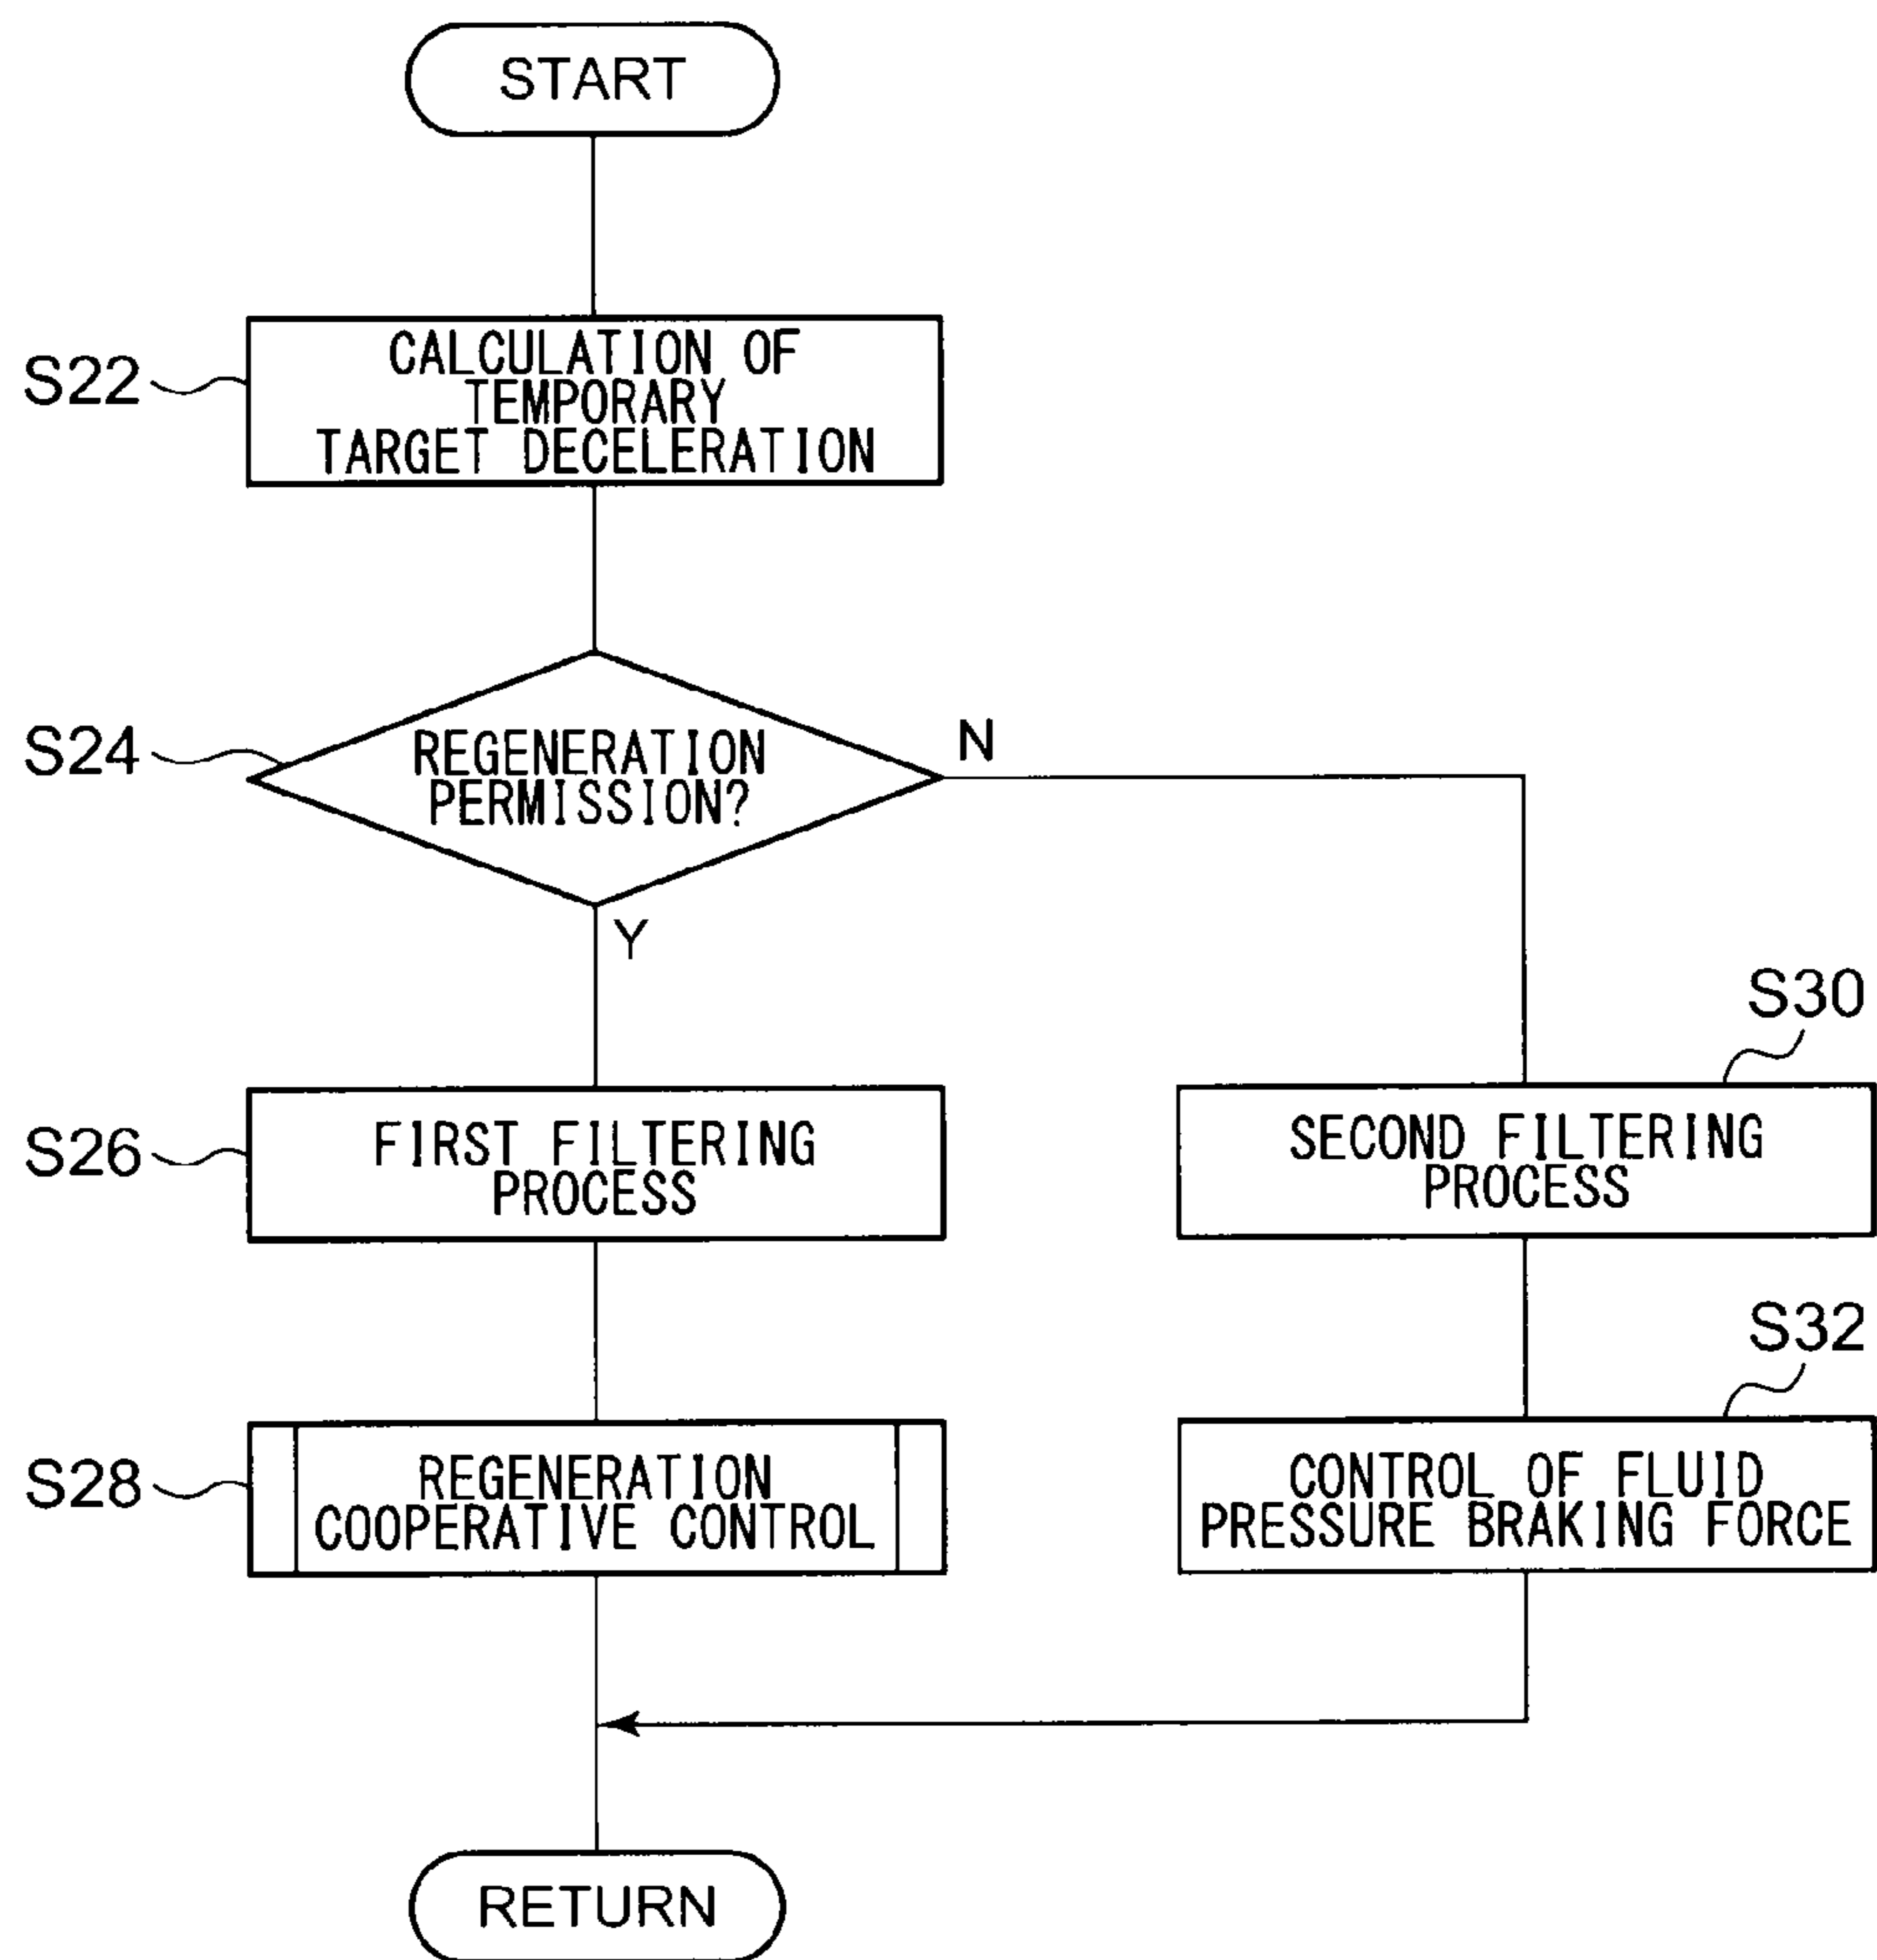 START
S22
CALCULATION OF
TEMPORARY
TARGET DECELERATION
S24
REGENERATION
PERMISSION?
N
Y
S26
FIRST FILTERING
PROCESS
S30
SECOND FILTERING
PROCESS
S28
REGENERATION
COOPERATIVE CONTROL
S32
CONTROL OF FLUID
PRESSURE BRAKING FORCE
RETURN